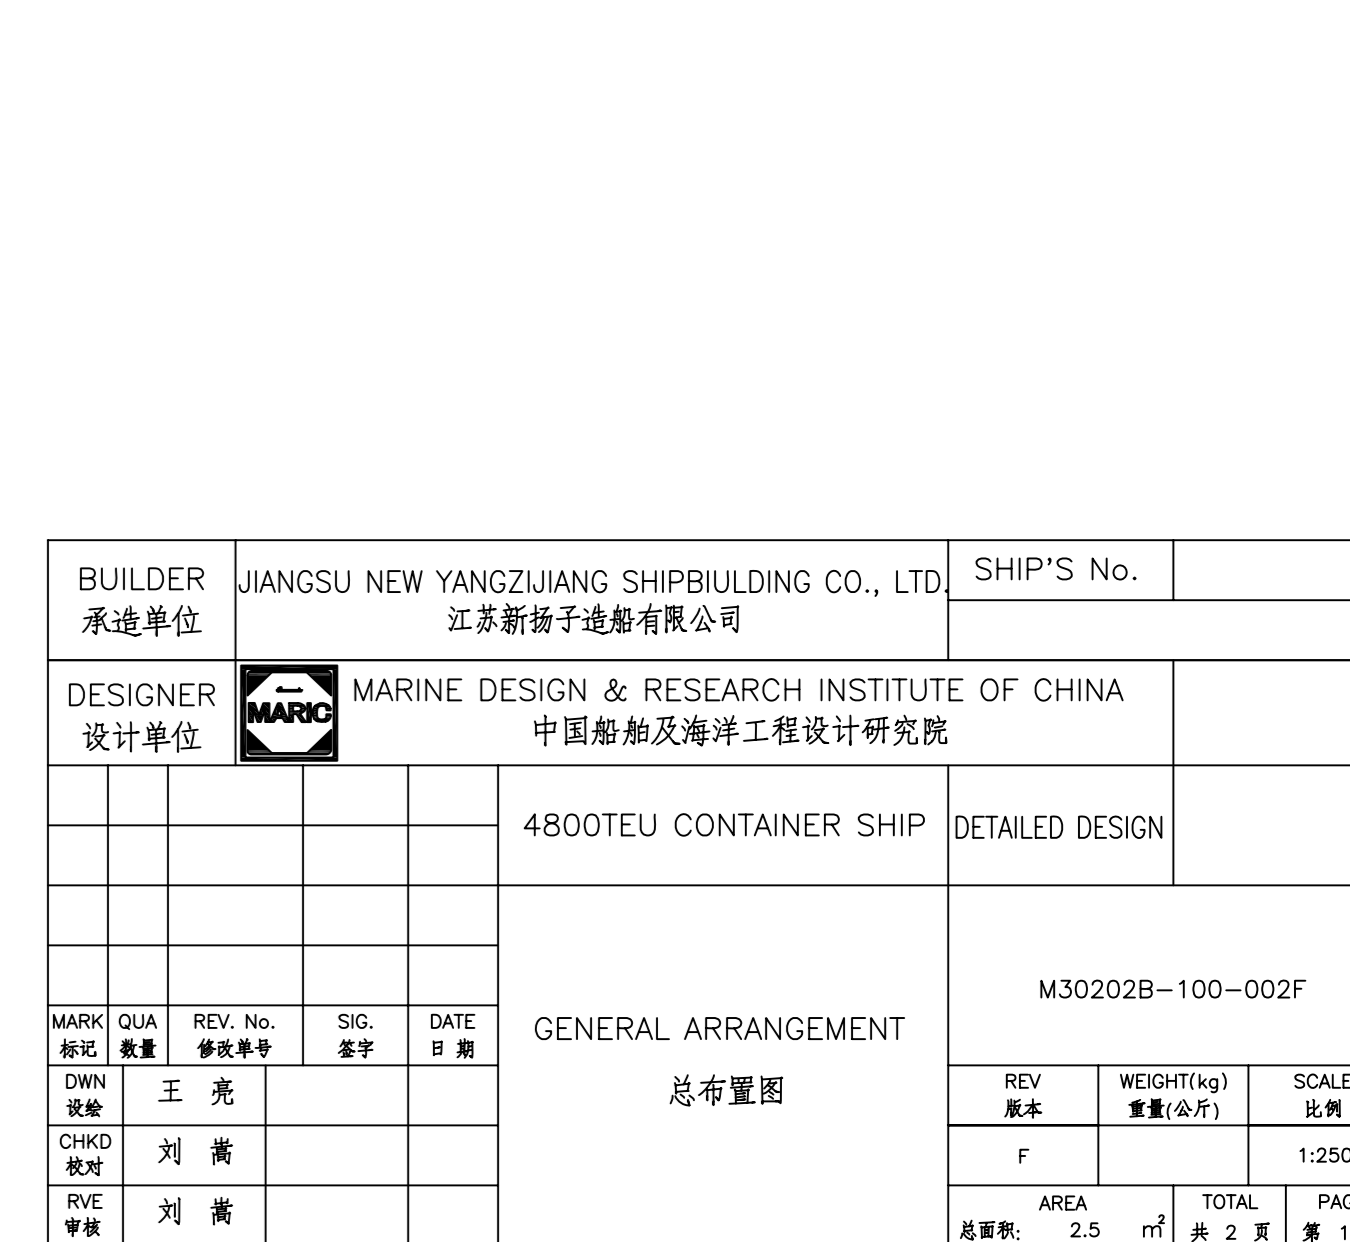 BUILDER
承造单位
JIANGSU NEW YANGZIJIANG SHIPBIULDING CO., LTD.
江苏新扬子造船有限公司
SHIP'S No.
DESIGNER
设计单位
MARIC
MARINE DESIGN & RESEARCH INSTITUTE OF CHINA
中国船舶及海洋工程设计研究院
4800TEU CONTAINER SHIP
DETAILED DESIGN
M30202B-100-002F
MARK QUA REV. No. SIG. DATE
标记 数量 修改单号 签字 日 期
GENERAL ARRANGEMENT
总布置图
DWN
设绘
王 亮
CHKD
校对
刘 嵩
RVE
审核
刘 嵩
REV WEIGHT(kg) SCALE
版本 重量(公斤) 比例
F 1:250
AREA TOTAL PAG
总面积: 2.5 m² 共 2 页 第 1